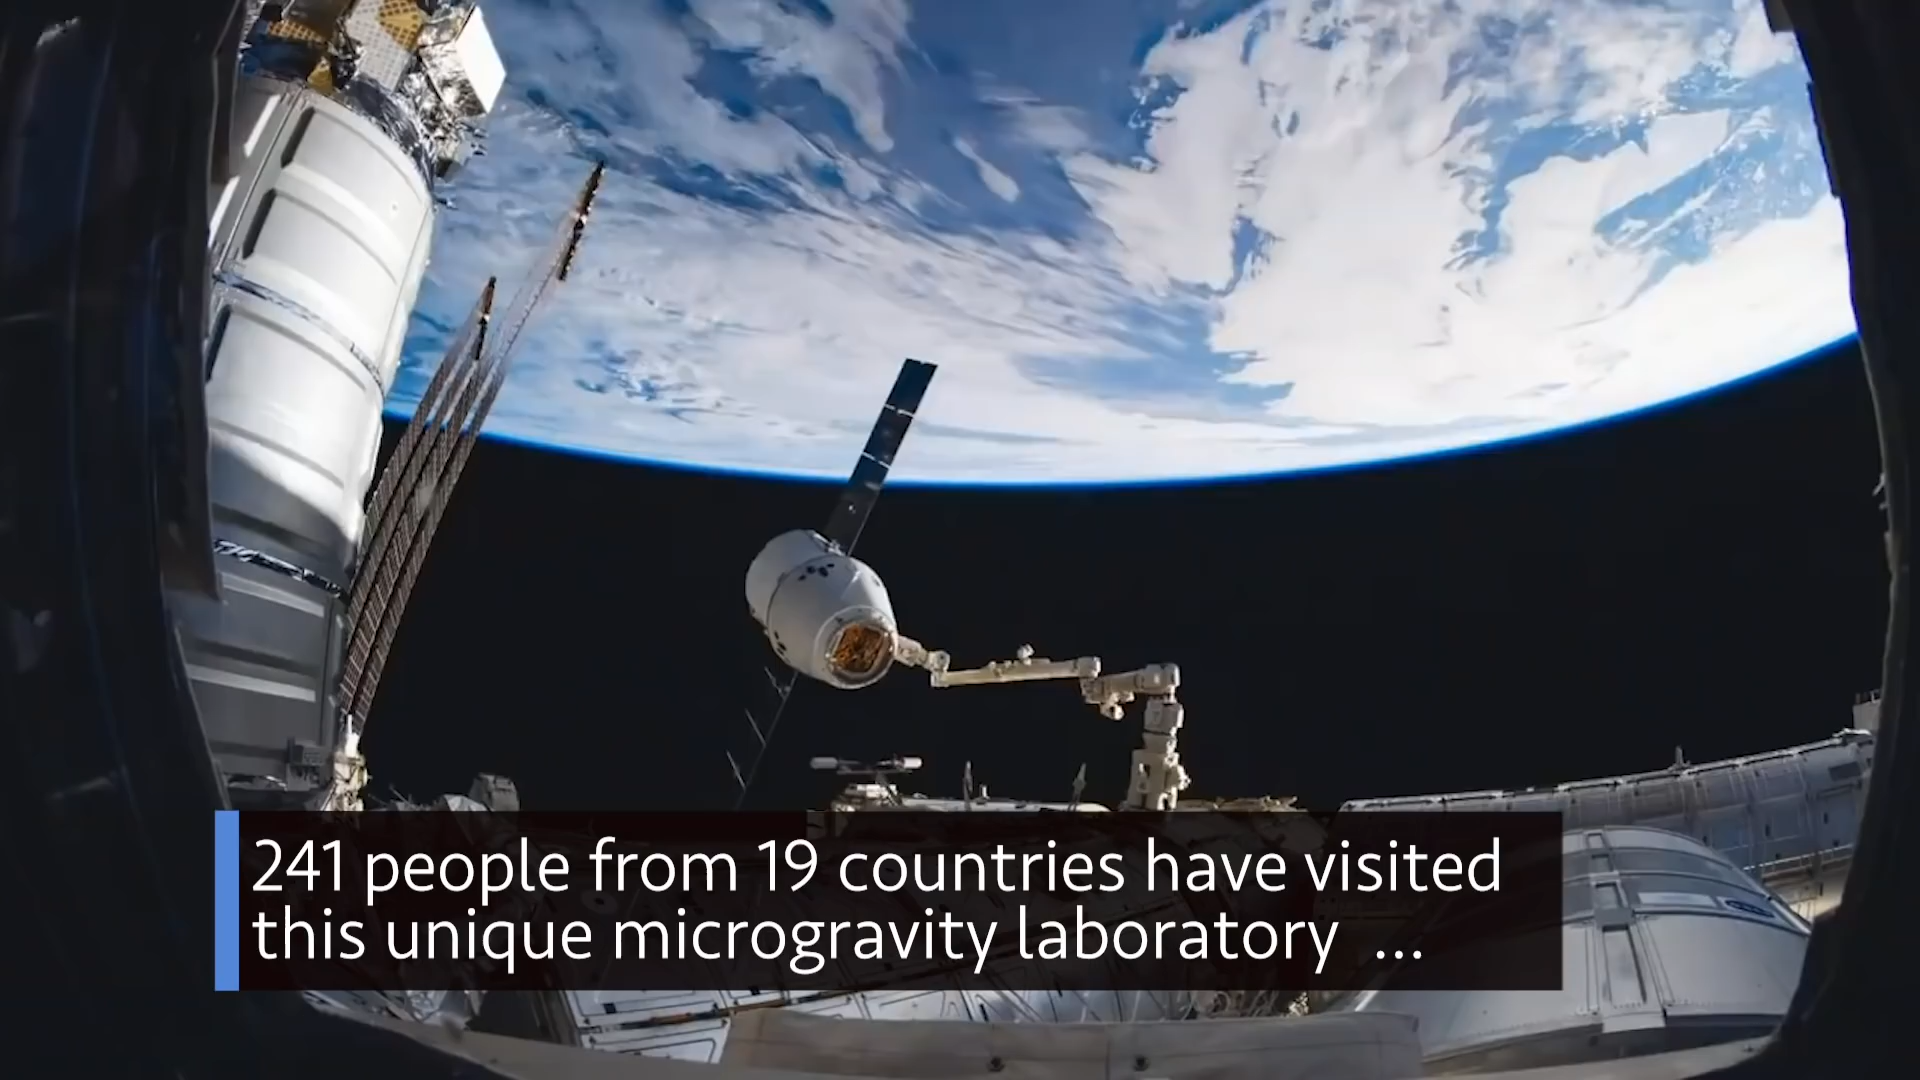 241 people from 19 countries have visited
this unique microgravity laboratory ...